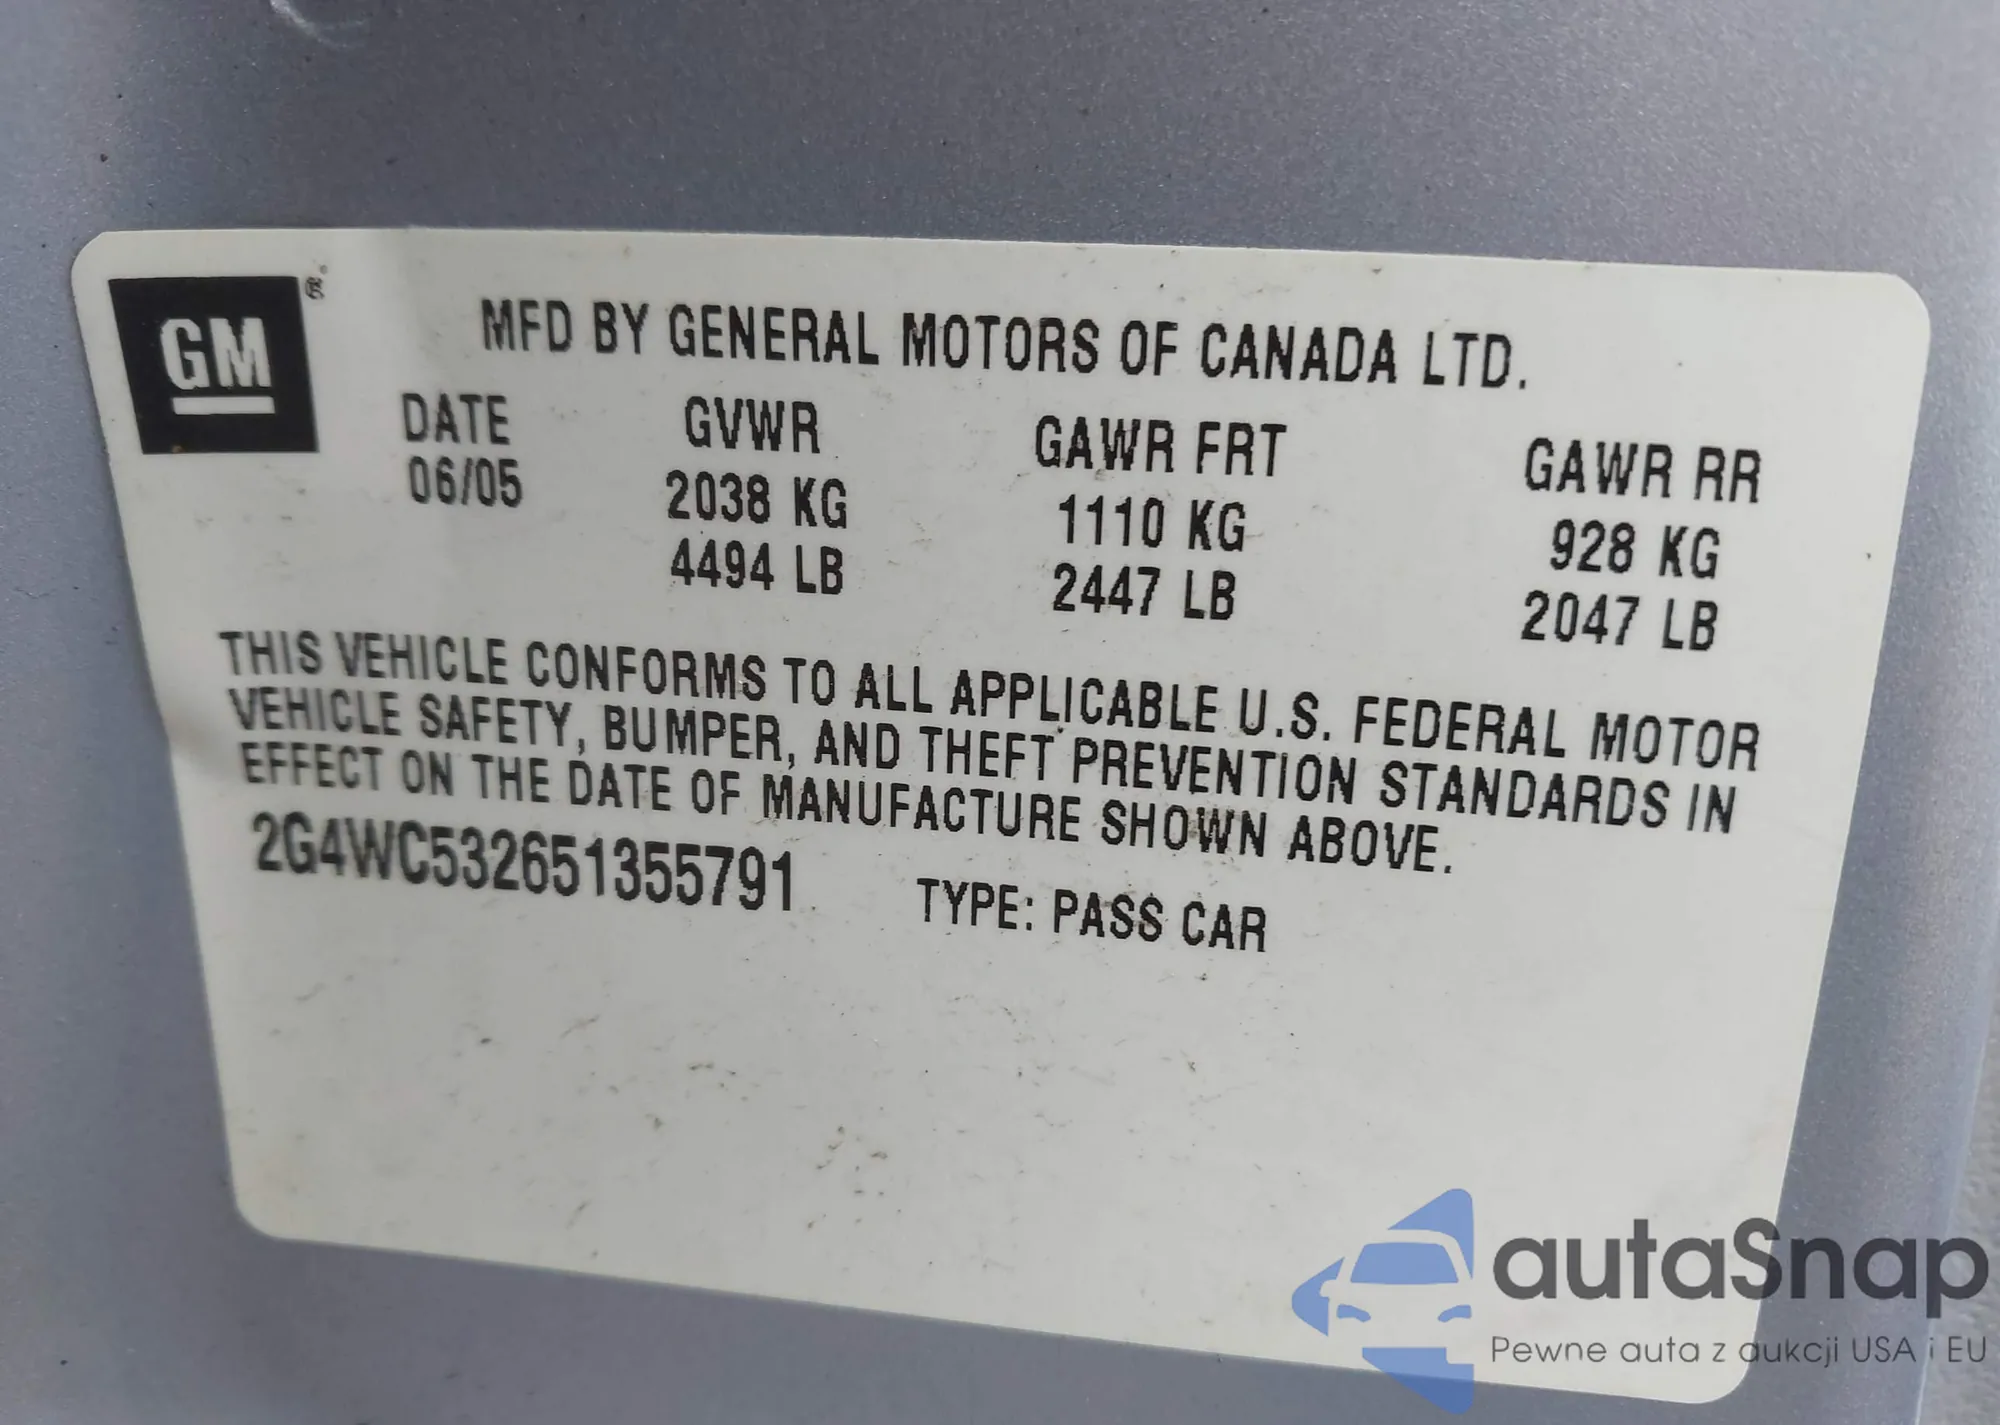 GM ®
MFD BY GENERAL MOTORS OF CANADA LTD.
DATE GVWR GAWR FRT GAWR RR
06/05 2038 KG 1110 KG 928 KG
4494 LB 2447 LB 2047 LB
THIS VEHICLE CONFORMS TO ALL APPLICABLE U.S. FEDERAL MOTOR
VEHICLE SAFETY, BUMPER, AND THEFT PREVENTION STANDARDS IN
EFFECT ON THE DATE OF MANUFACTURE SHOWN ABOVE.
2G4WC532651355791 TYPE: PASS CAR
autaSnap
Pewne auta z aukcji USA i EU